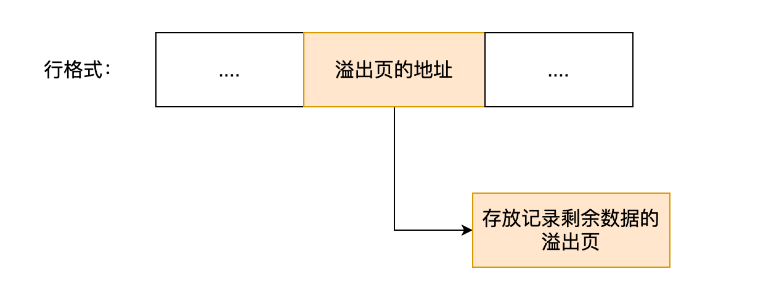 行格式：
....
溢出页的地址
....
存放记录剩余数据的
溢出页